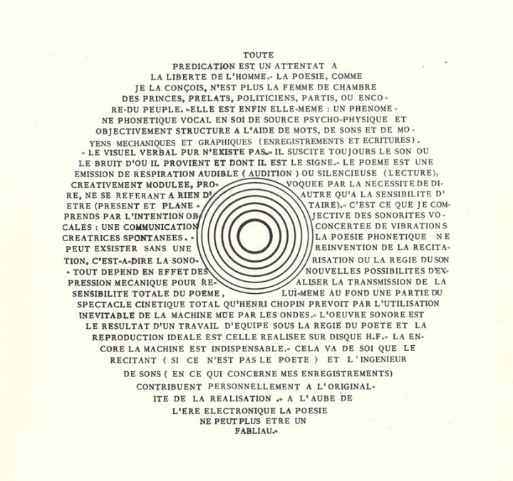 TOUTE
PREDICATION EST UN ATTENTAT A
LA LIBERTE DE L'HOMME.- LA POESIE, COMME
JE LA CONÇOIS, N'EST PLUS LA FEMME DE CHAMBRE
DES PRINCES, PRELATS, POLITICIENS, PARTIS, OU ENCO-
RE-DU PEUPLE. -ELLE EST ENFIN ELLE-MEME : UN PHENOME-
NE PHONETIQUE VOCAL EN SOI DE SOURCE PSYCHO-PHYSIQUE ET
OBJECTIVEMENT STRUCTURE A L'AIDE DE MOTS, DE SONS ET DE MO-
YENS MECHANIQUES ET GRAPHIQUES (ENREGISTREMENTS ET ECRITURES).
- LE VISUEL VERBAL PUR N'EXISTE PAS.- IL SUSCITE TOUJOURS LE SON OU
LE BRUIT D'OU IL PROVIENT ET DONT IL EST LE SIGNE.- LE POEME EST UNE
EMISSION DE RESPIRATION AUDIBLE ( AUDITION ) OU SILENCIEUSE (LECTURE),
CREATIVEMENT MODULEE, PRO- VOQUEE PAR LA NECESSITE DE DI-
RE, NE SE REFERANT A RIEN D' AUTRE QU'A LA SENSIBILITE D'
ETRE (PRESENT ET PLANE - TAIRE).- C'EST CE QUE JE COM-
PRENDS PAR L'INTENTION OB- JECTIVE DES SONORITES VO-
CALES : UNE COMMUNICATION CONCERTEE DE VIBRATIONS
CREATRICES SPONTANEES. - LA POESIE PHONETIQUE NE
PEUT EXSISTER SANS UNE REINVENTION DE LA RECITA-
TION, C'EST-A-DIRE LA SONO- RISATION OU LA REGIE DU SON
- TOUT DEPEND EN EFFET DES NOUVELLES POSSIBILITES D'EX-
PRESSION MECANIQUE POUR RE- ALISER TRANSMISSION DE LA
SENSIBILITE TOTALE DU POEME, LUI-MEME AU FOND UNE PARTIE DU
SPECTACLE CINETIQUE TOTAL QU'HENRI CHOPIN PREVOIT PAR L'UTILISATION
INEVITABLE DE LA MACHINE MUE PAR LES ONDES.- L'OEUVRE SONORE EST
LE RESULTAT D'UN TRAVAIL D'EQUIPE SOUS LA REGIE DU POETE ET LA
REPRODUCTION IDEALE EST CELLE REALISEE SUR DISQUE H.F.- LA EN-
CORE LA MACHINE EST INDISPENSABLE.- CELA VA DE SOI QUE LE
RECITANT ( SI CE N'EST PAS LE POETE ) ET L'INGENIEUR
DE SONS ( EN CE QUI CONCERNE MES ENREGISTREMENTS)
CONTRIBUENT PERSONNELLEMENT A L'ORIGINAL-
ITE DE LA REALISATION .- A L'AUBE DE
L'ERE ELECTRONIQUE LA POESIE
NE PEUT PLUS ETRE UN
FABLIAU.-